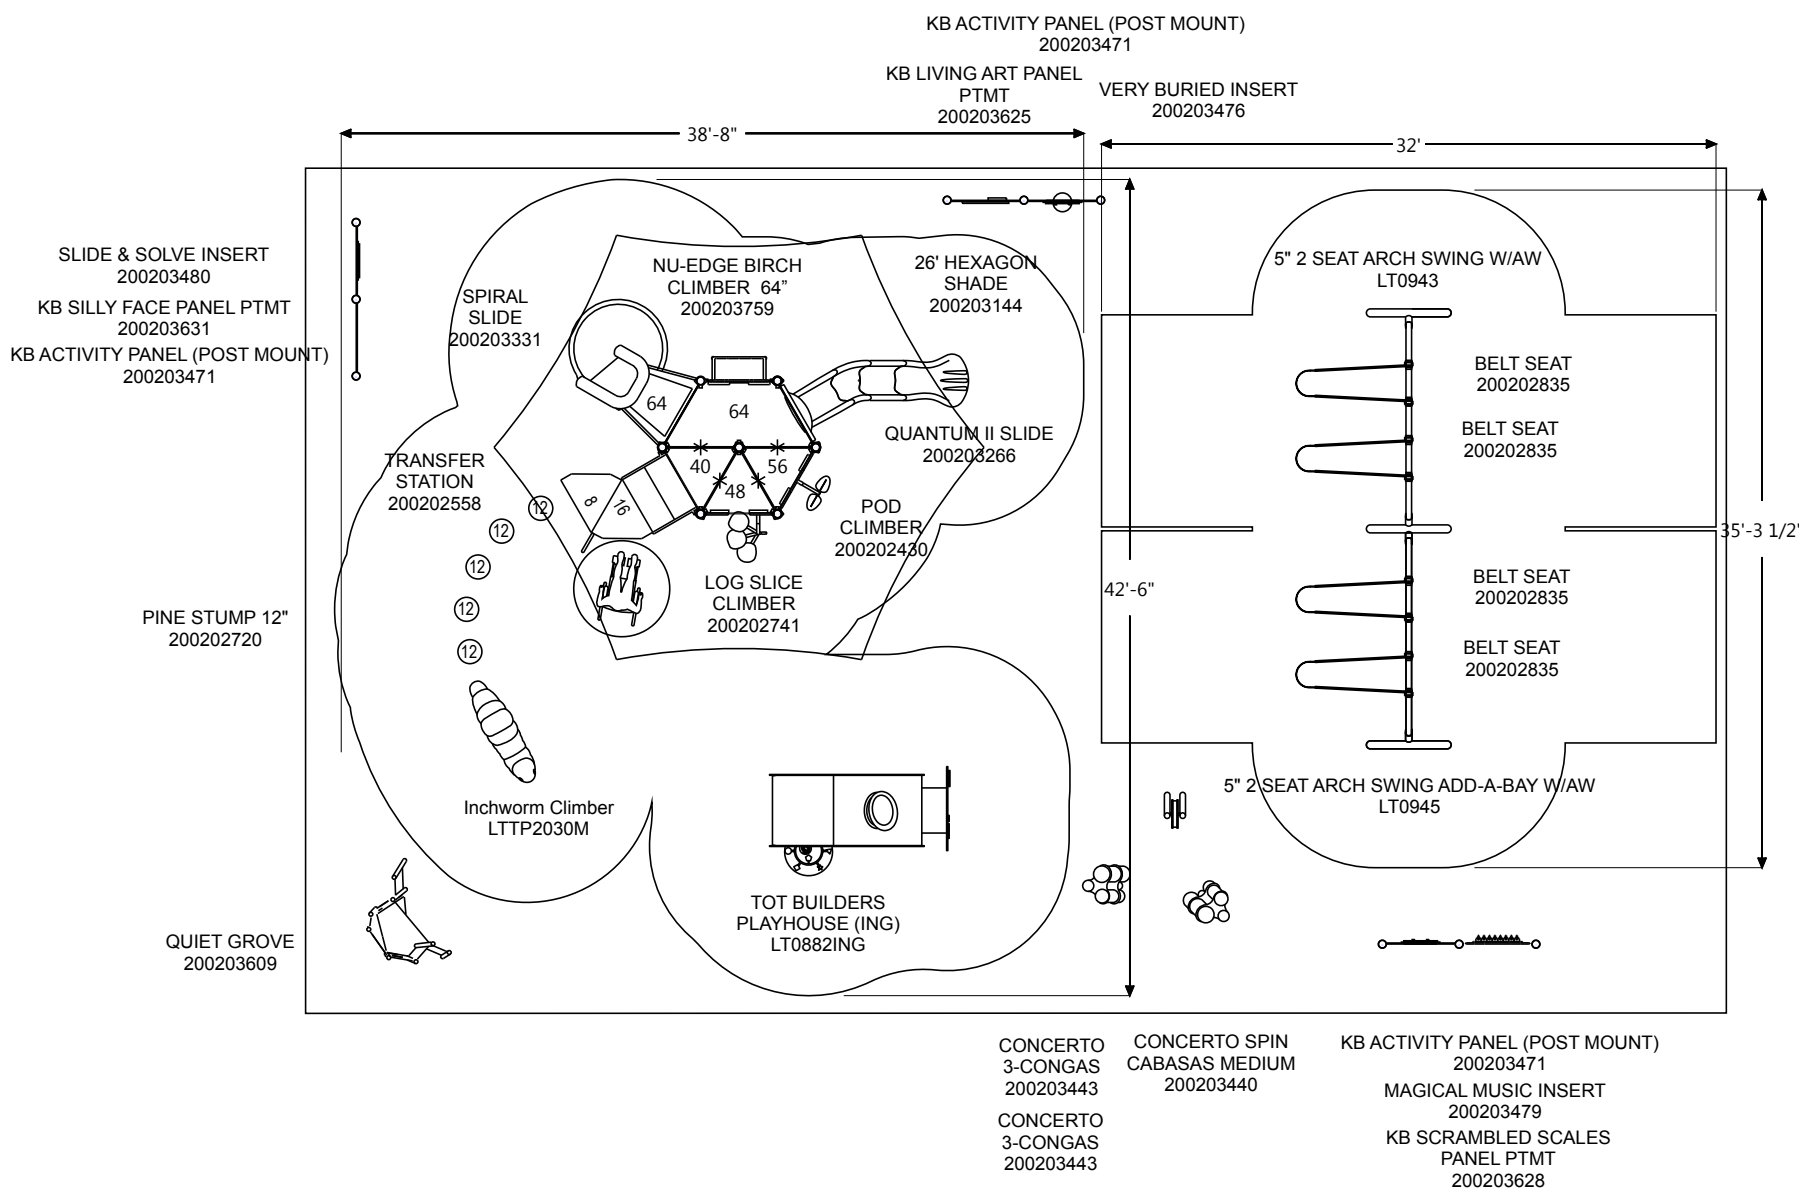 KB ACTIVITY PANEL (POST MOUNT)
200203471
KB LIVING ART PANEL
PTMT
200203625
VERY BURIED INSERT
200203476
38'-8"
32'
SLIDE & SOLVE INSERT
200203480
KB SILLY FACE PANEL PTMT
200203631
KB ACTIVITY PANEL (POST MOUNT)
200203471
SPIRAL
SLIDE
200203331
NU-EDGE BIRCH
CLIMBER 64”
200203759
26' HEXAGON
SHADE
200203144
5" 2 SEAT ARCH SWING W/AW
LT0943
BELT SEAT
200202835
BELT SEAT
200202835
64
64
40
56
48
8
16
QUANTUM II SLIDE
200203266
TRANSFER
STATION
200202558
12
12
12
12
12
POD
CLIMBER
200202430
35'-3 1/2"
42'-6"
LOG SLICE
CLIMBER
200202741
BELT SEAT
200202835
BELT SEAT
200202835
PINE STUMP 12"
200202720
Inchworm Climber
LTTP2030M
5" 2 SEAT ARCH SWING ADD-A-BAY W/AW
LT0945
TOT BUILDERS
PLAYHOUSE (ING)
LT0882ING
QUIET GROVE
200203609
CONCERTO
3-CONGAS
200203443
CONCERTO
3-CONGAS
200203443
CONCERTO SPIN
CABASAS MEDIUM
200203440
KB ACTIVITY PANEL (POST MOUNT)
200203471
MAGICAL MUSIC INSERT
200203479
KB SCRAMBLED SCALES
PANEL PTMT
200203628